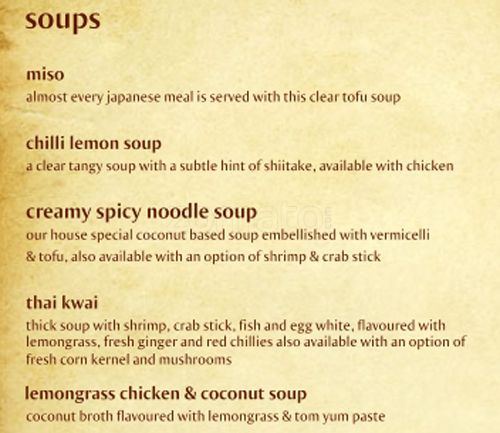 soups
miso
almost every japanese meal is served with this clear tofu soup
chilli lemon soup
a clear tangy soup with a subtle hint of shiitake, available with chicken
creamy spicy noodle soup
our house special coconut based soup embellished with vermicelli
& tofu, also available with an option of shrimp & crab stick
thai kwai
thick soup with shrimp, crab stick, fish and egg white, flavoured with
lemongrass, fresh ginger and red chillies also available with an option of
fresh corn kernel and mushrooms
lemongrass chicken & coconut soup
coconut broth flavoured with lemongrass & tom yum paste